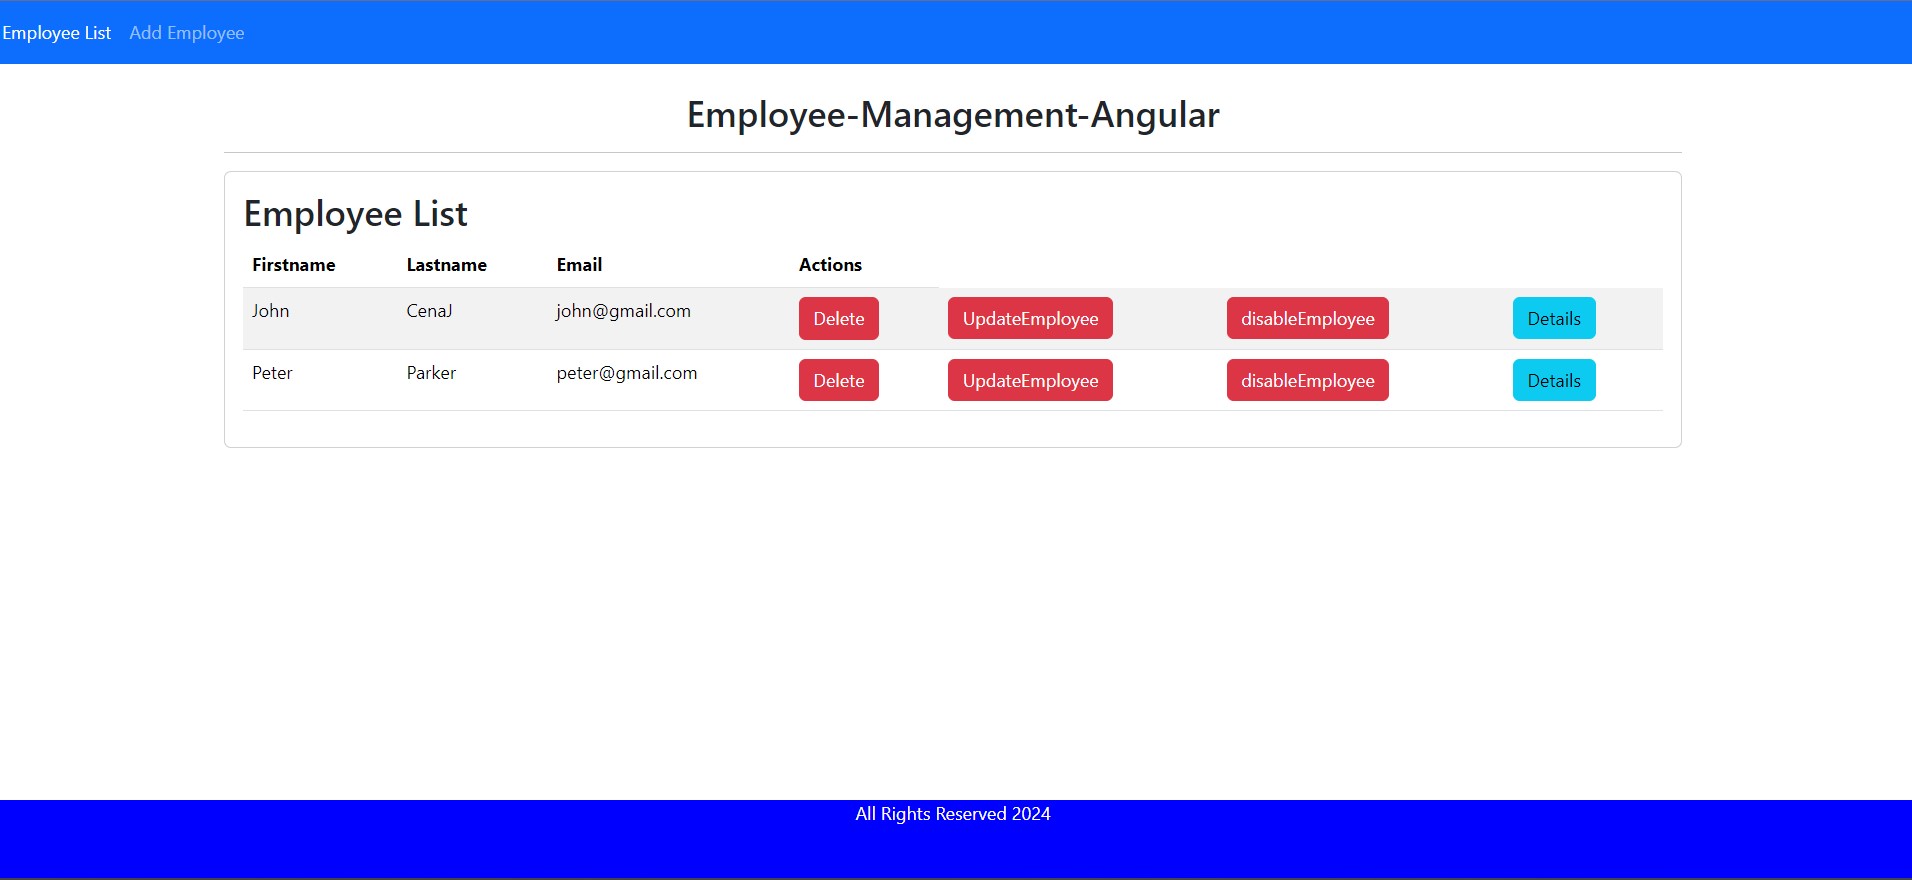 Employee List Add Employee
Employee-Management-Angular
Employee List
Firstname Lastname Email Actions
John CenaJ john@gmail.com Delete UpdateEmployee disableEmployee Details
Peter Parker peter@gmail.com Delete UpdateEmployee disableEmployee Details
All Rights Reserved 2024